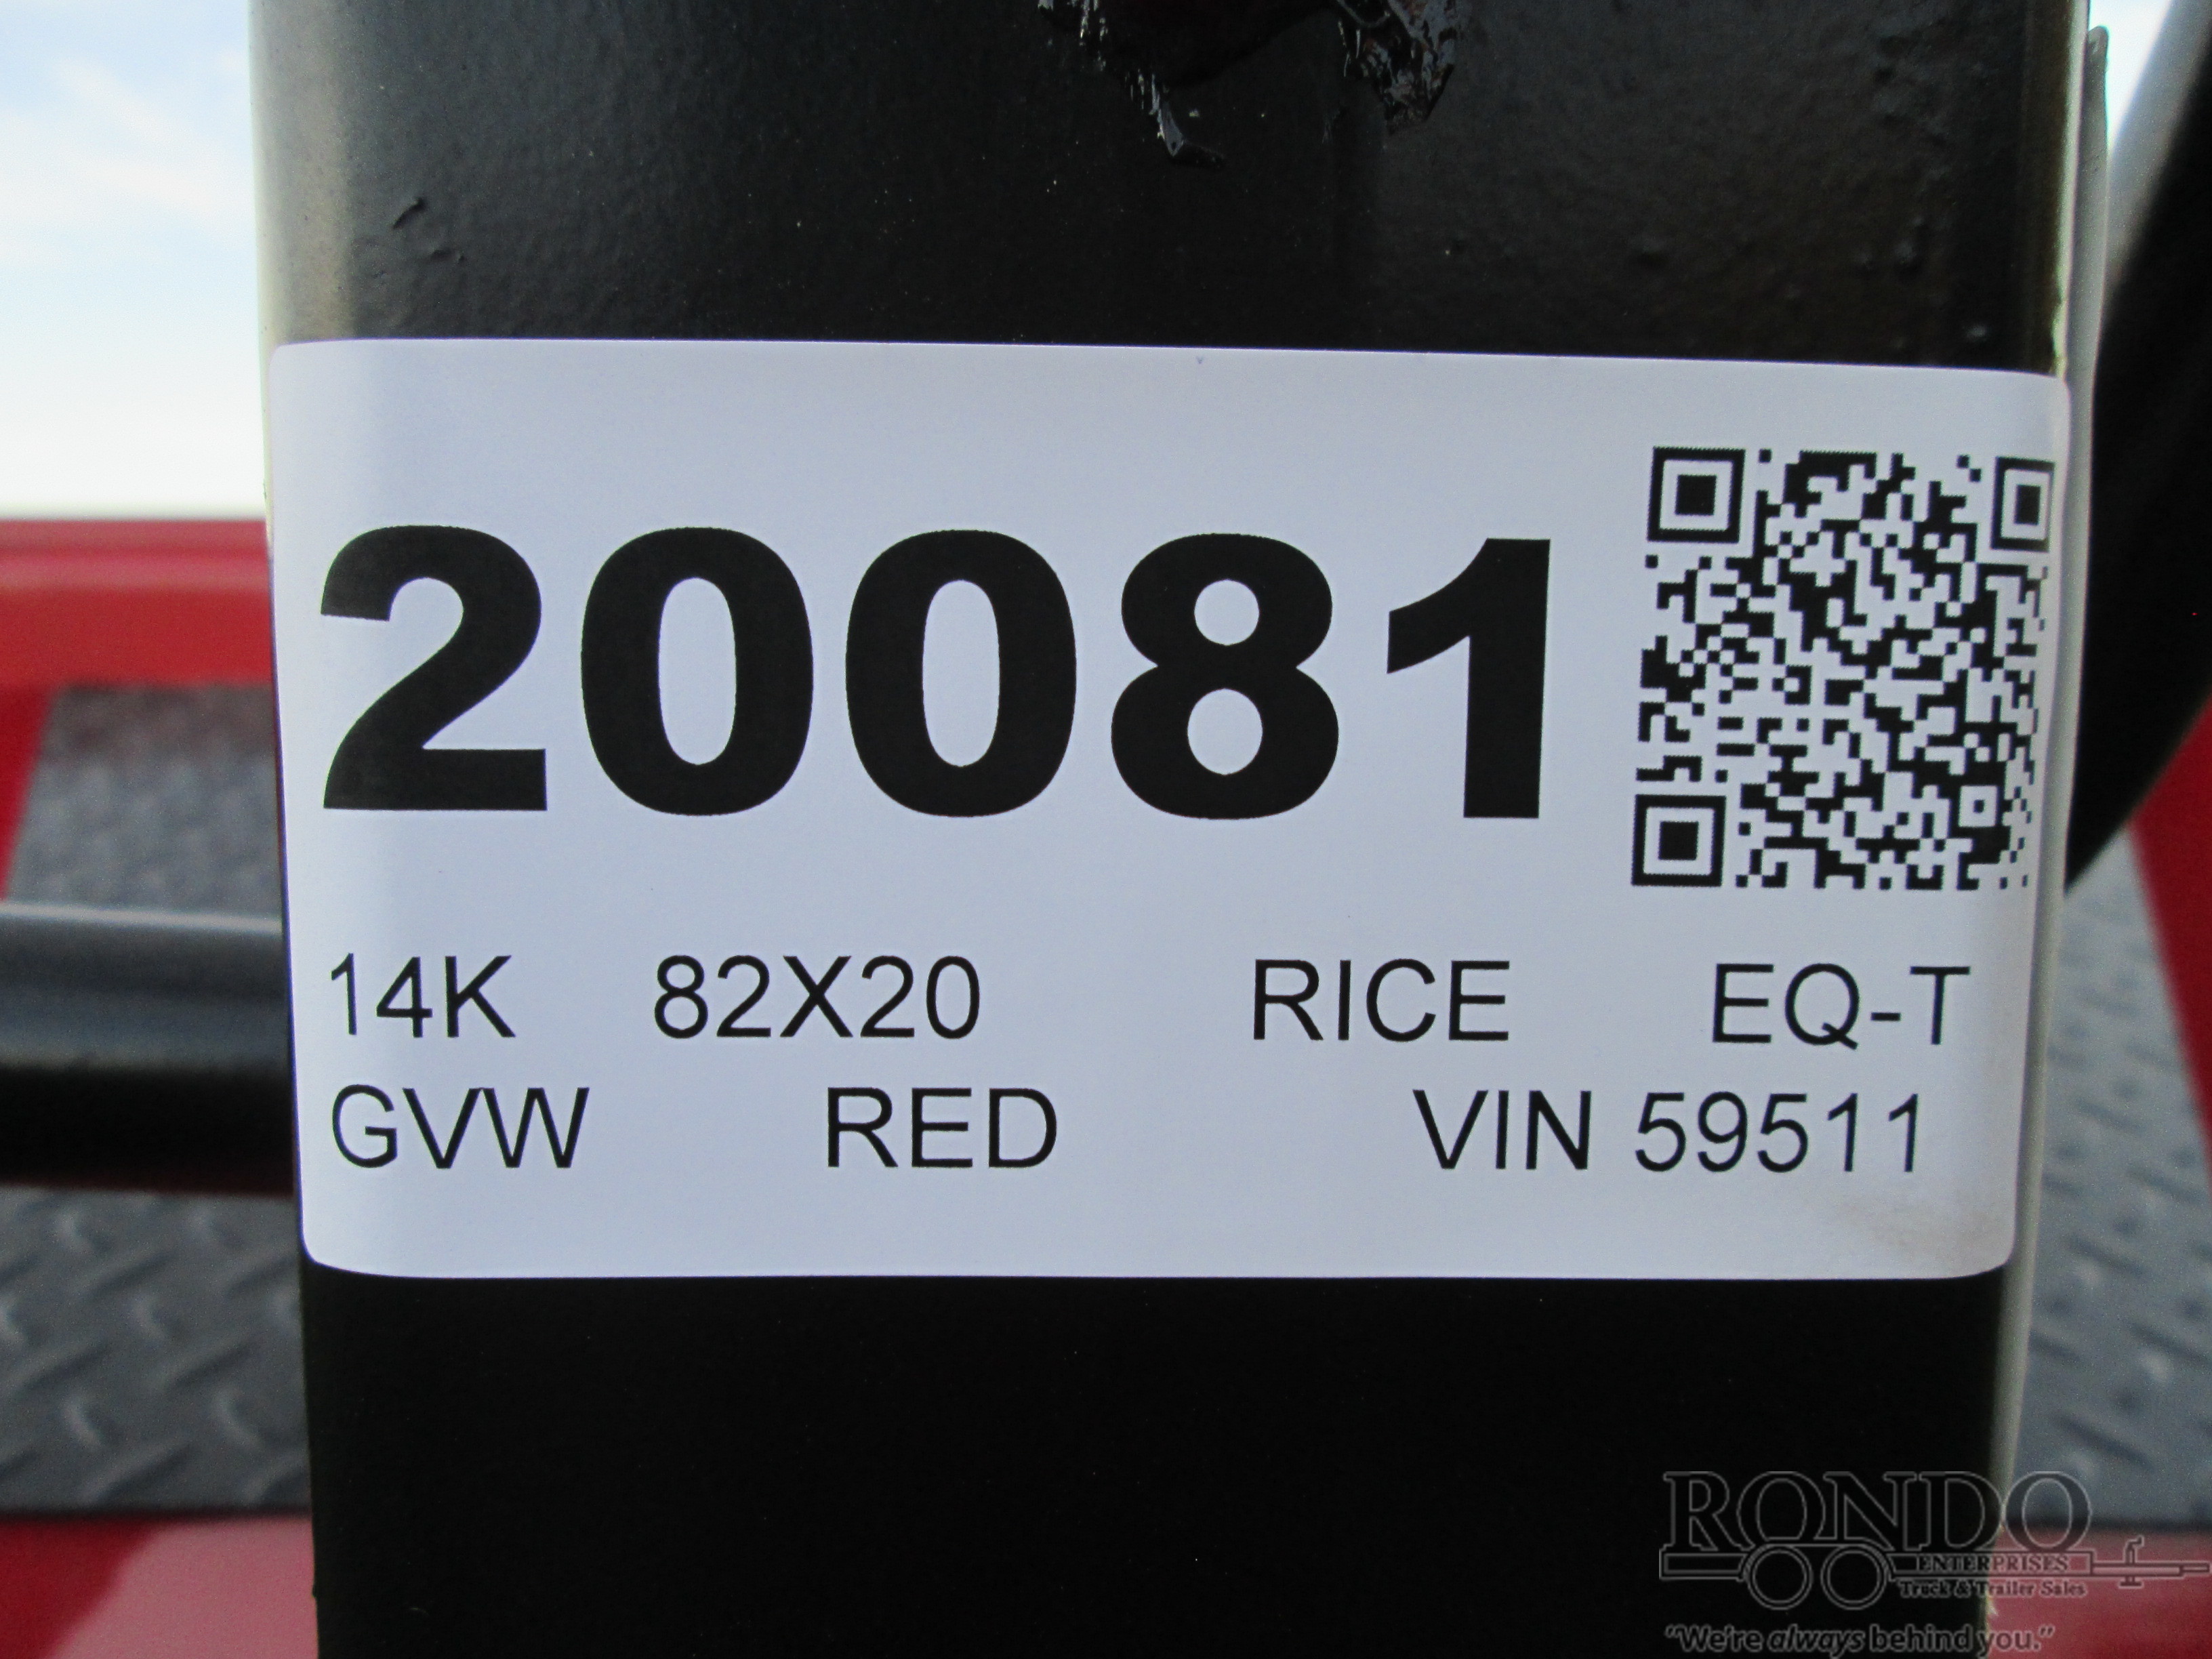 20081
14K 82X20 RICE EQ-T
GVW RED VIN 59511
RONDO
ENTERPRISES
Truck & Trailer Sales
"We're always behind you."